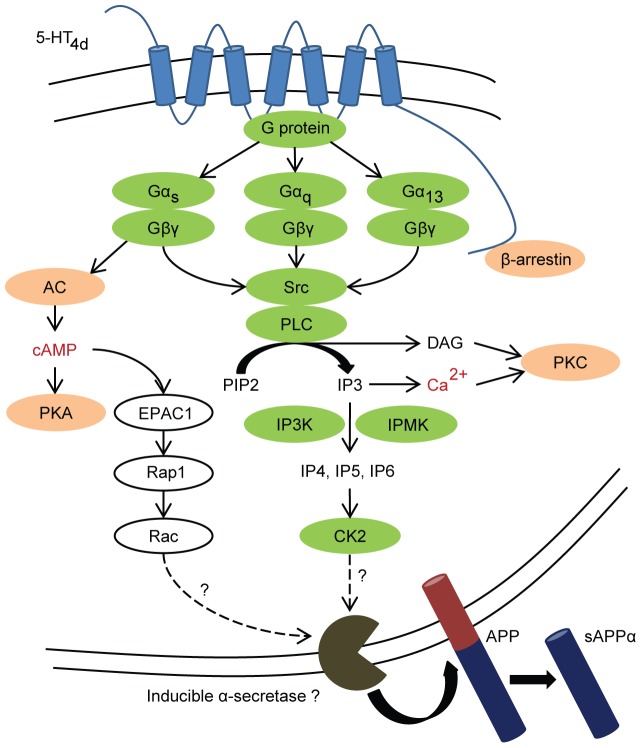 5-HT4d
G protein
Gαs
Gαq
Gα13
Gβγ
Gβγ
Gβγ
β-arrestin
AC
Src
PLC
cAMP
DAG
PKC
PIP2
IP3
Ca2+
PKA
EPAC1
IP3K
IPMK
Rap1
IP4, IP5, IP6
Rac
CK2
?
?
APP
sAPPα
Inducible α-secretase ?